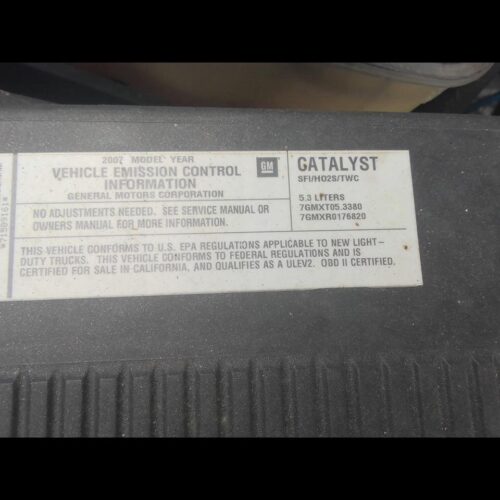 2007 MODEL YEAR
VEHICLE EMISSION CONTROL
INFORMATION
GENERAL MOTORS CORPORATION
GM
CATALYST
SFI/HO2S/TWC
NO ADJUSTMENTS NEEDED. SEE SERVICE MANUAL OR
OWNERS MANUAL FOR MORE INFORMATION.
5.3 LITERS
7GMXT05.3380
7GMXR0176820
THIS VEHICLE CONFORMS TO U.S. EPA REGULATIONS APPLICABLE TO NEW LIGHT-
DUTY TRUCKS. THIS VEHICLE CONFORMS TO FEDERAL REGULATIONS AND IS
CERTIFIED FOR SALE IN CALIFORNIA, AND QUALIFIES AS A ULEV2. OBD II CERTIFIED.